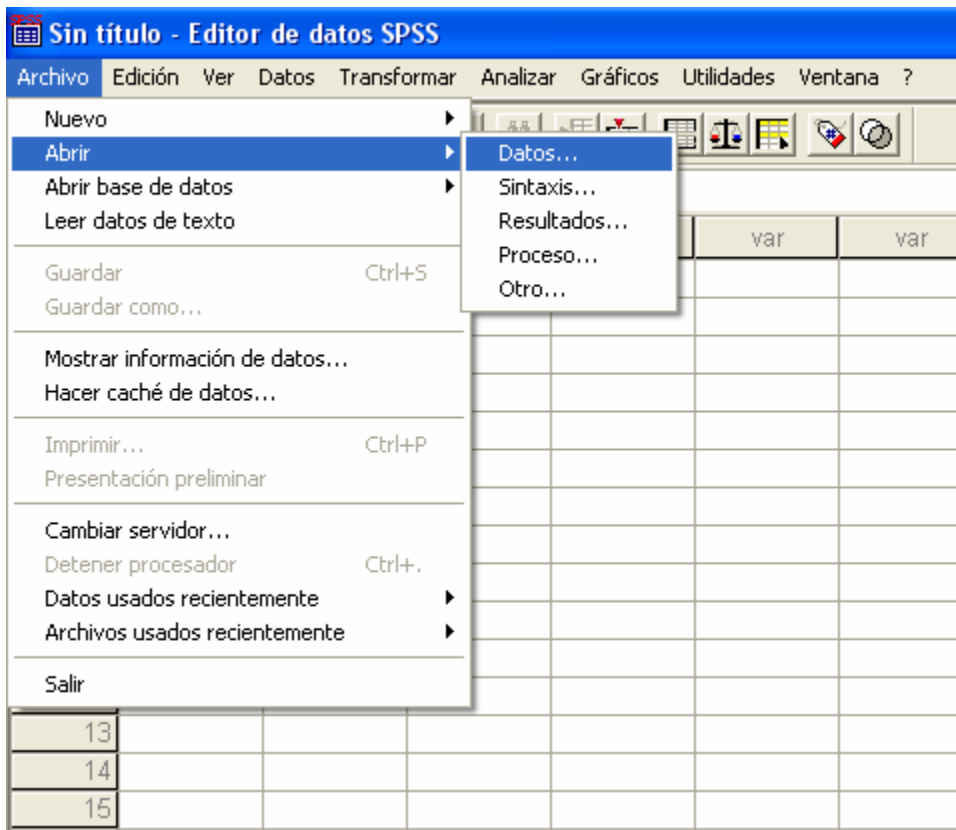 SPSS
Sin título - Editor de datos SPSS
Archivo Edición Ver Datos Transformar Analizar Gráficos Utilidades Ventana ?
Nuevo
Abrir
Abrir base de datos
Leer datos de texto
Guardar Ctrl+S
Guardar como...
Mostrar información de datos...
Hacer caché de datos...
Imprimir... Ctrl+P
Presentación preliminar
Cambiar servidor...
Detener procesador Ctrl+.
Datos usados recientemente
Archivos usados recientemente
Salir
Datos...
Sintaxis...
Resultados...
Proceso...
Otro...
var var
13
14
15